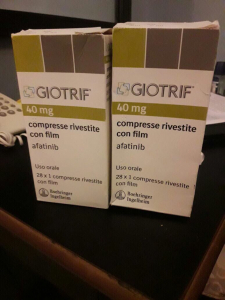 GIOTRIF
40 mg
compresse rivestite
con film
afatinib
Uso orale
28 x 1 compresse rivestite
con film
Boehringer
Ingelheim
GIOTRIF
40 mg
compresse rivestite
con film
afatinib
Uso orale
28 x 1 compresse rivestite
con film
Boehringer
Ingelheim